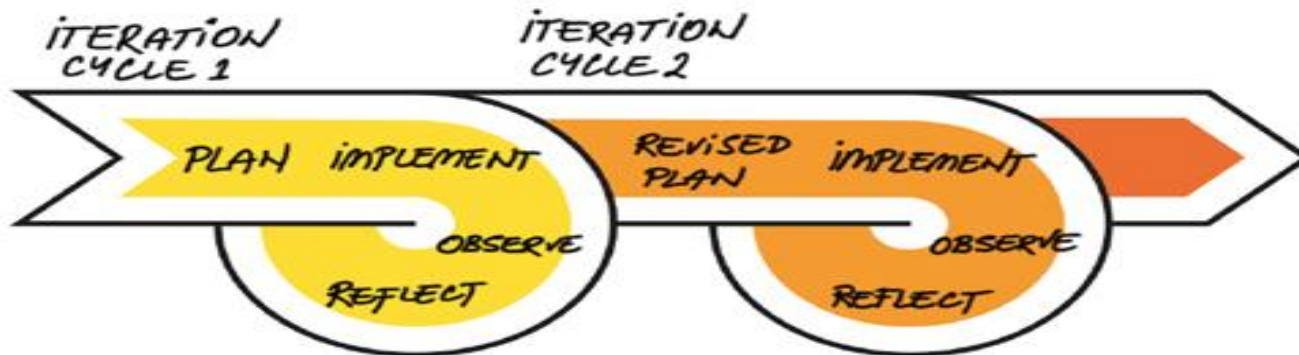 ITERATION
CYCLE 1
ITERATION
CYCLE 2
PLAN IMPLEMENT
OBSERVE
REFLECT
REVISED
PLAN
IMPLEMENT
OBSERVE
REFLECT